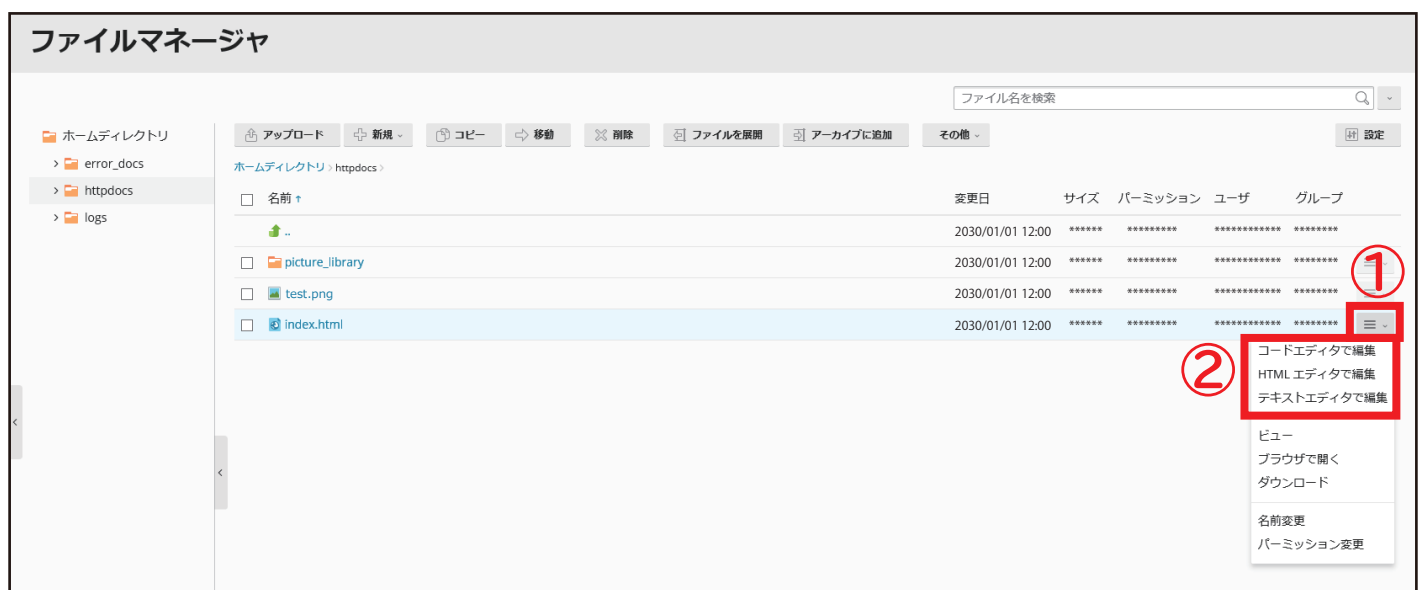 ファイルマネージャ
ファイル名を検索
ホームディレクトリ
error_docs
httpdocs
logs
アップロード 新規 コピー 移動 削除 ファイルを展開 アーカイブに追加 その他 設定
ホームディレクトリ > httpdocs >
名前 ↑ 変更日 サイズ パーミッション ユーザ グループ
.. 2030/01/01 12:00 ****** ********* ************ ********
picture_library 2030/01/01 12:00 ****** ********* ************ ********
test.png 2030/01/01 12:00 ****** ********* ************ ********
index.html 2030/01/01 12:00 ****** ********* ************ ********
①
②
コードエディタで編集
HTML エディタで編集
テキストエディタで編集
ビュー
ブラウザで開く
ダウンロード
名前変更
パーミッション変更